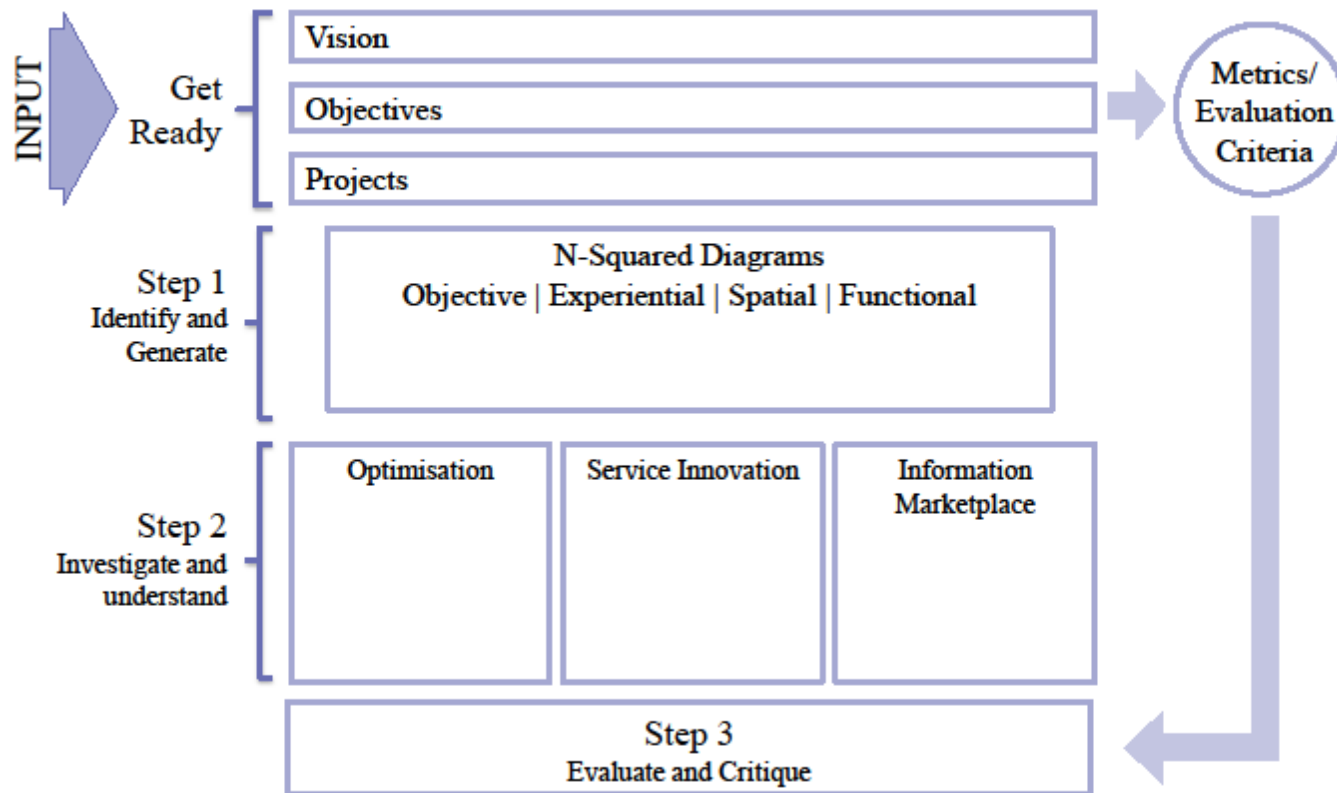 INPUT
Get
Ready
Vision
Objectives
Projects
Metrics/
Evaluation
Criteria
Step 1
Identify and
Generate
N-Squared Diagrams
Objective | Experiential | Spatial | Functional
Step 2
Investigate and
understand
Optimisation
Service Innovation
Information
Marketplace
Step 3
Evaluate and Critique